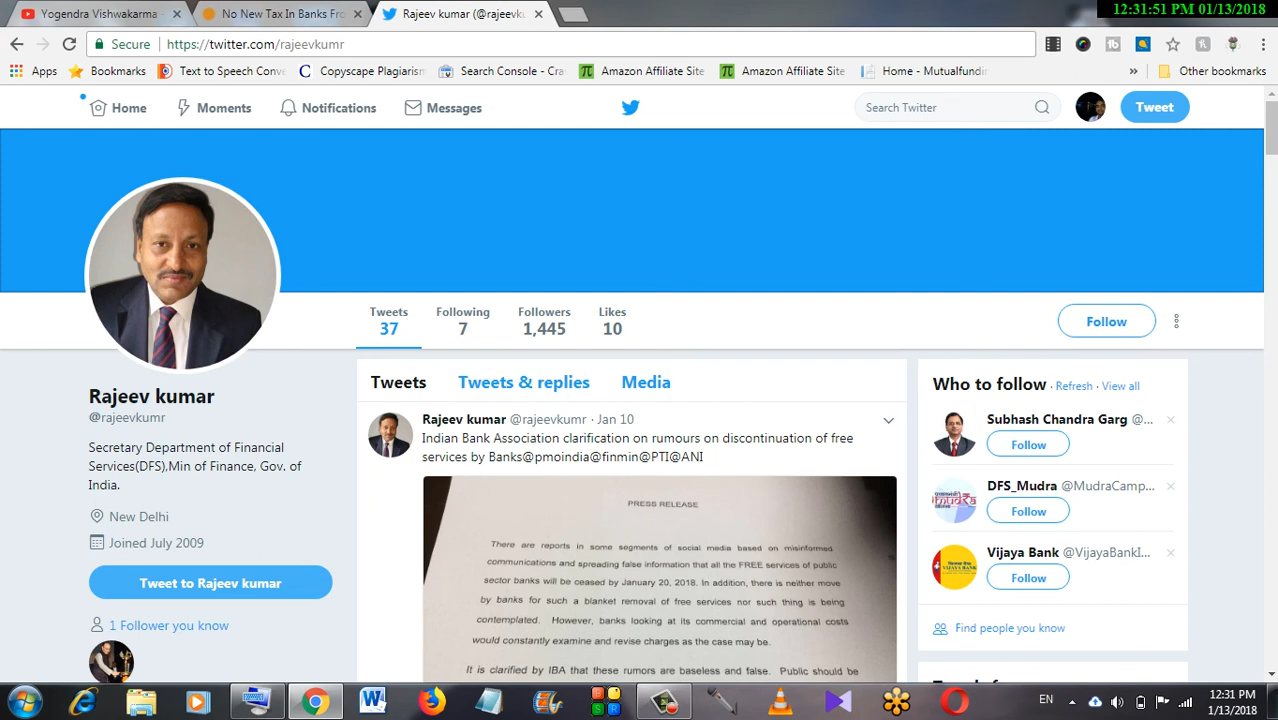 12:31:51 PM 01/13/2018
Yogendra Vishwakarma -
No New Tax In Banks Fro
Rajeev kumar (@rajeevku
Secure
https://twitter.com/rajeevkumr
Apps
Bookmarks
Text to Speech Conv
Copyscape Plagiarism
Search Console - Cra
Amazon Affiliate Site
Amazon Affiliate Site
Home - Mutualfundin
Other bookmarks
Home
Moments
Notifications
Messages
Search Twitter
Tweet
Tweets
37
Following
7
Followers
1,445
Likes
10
Follow
Rajeev kumar
@rajeevkumr
Secretary Department of Financial
Services(DFS),Min of Finance, Gov. of
India.
New Delhi
Joined July 2009
Tweet to Rajeev kumar
1 Follower you know
Tweets
Tweets & replies
Media
Rajeev kumar @rajeevkumr · Jan 10
Indian Bank Association clarification on rumours on discontinuation of free
services by Banks@pmoindia@finmin@PTI@ANI
PRESS RELEASE
There are reports in some segments of social media based on misinformed
communications and spreading false information that all the FREE services of public
sector banks will be ceased by January 20, 2018. In addition, there is neither move
by banks for such a blanket removal of free services nor such thing is being
contemplated. However, banks looking at its commercial and operational costs
would constantly examine and revise charges as the case may be.
It is clarified by IBA that these rumors are baseless and false. Public should be
Who to follow · Refresh · View all
Subhash Chandra Garg @...
Follow
DFS_Mudra @MudraCamp...
Follow
Vijaya Bank @VijayaBankI...
Follow
Find people you know
EN
12:31 PM
1/13/2018